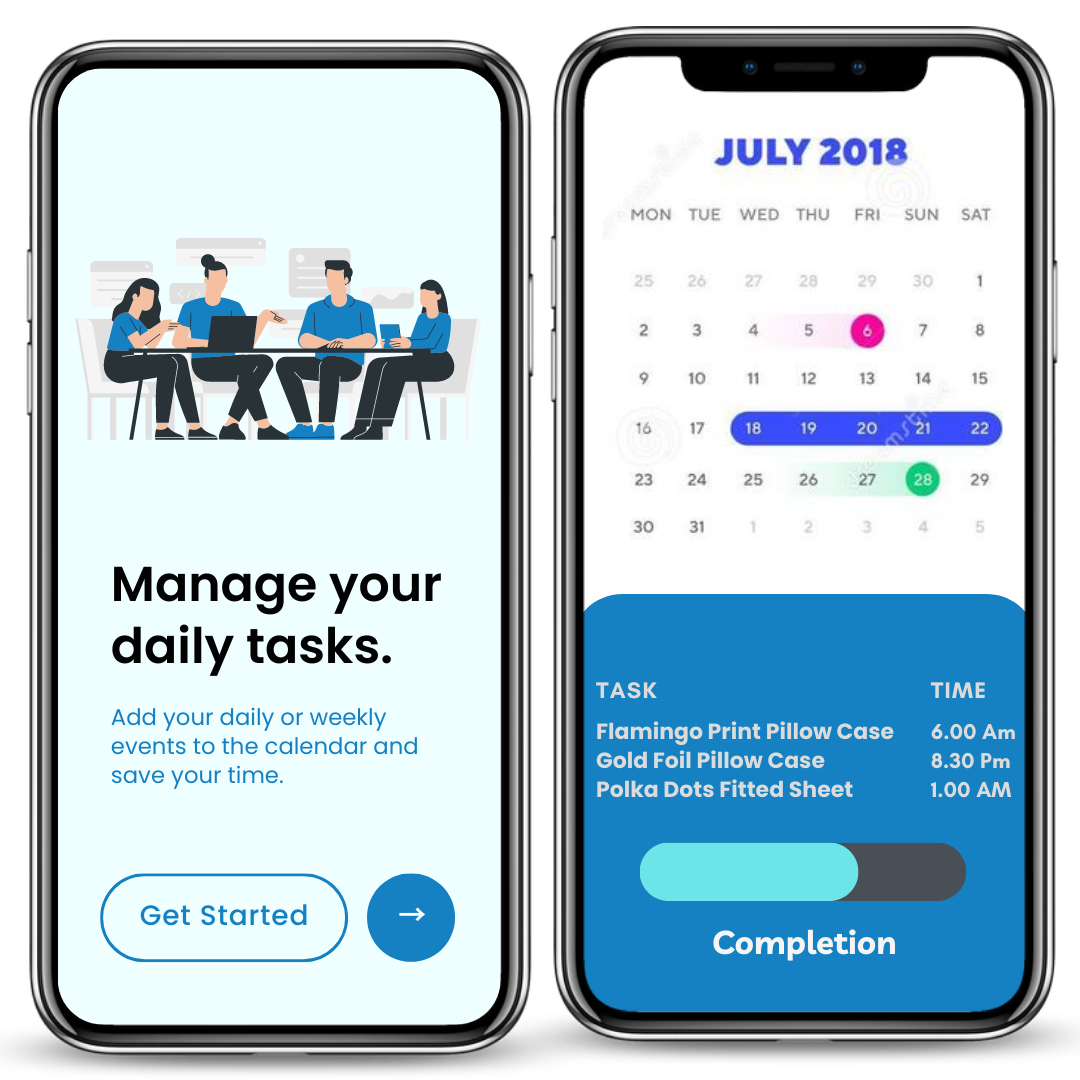 Manage your
daily tasks.
Add your daily or weekly
events to the calendar and
save your time.
Get Started
JULY 2018
MON TUE WED THU FRI SUN SAT
25 26 27 28 29 30 1
2 3 4 5 6 7 8
9 10 11 12 13 14 15
16 17 18 19 20 21 22
23 24 25 26 27 28 29
30 31 1 2 3 4 5
TASK TIME
Flamingo Print Pillow Case 6.00 Am
Gold Foil Pillow Case 8.30 Pm
Polka Dots Fitted Sheet 1.00 AM
Completion